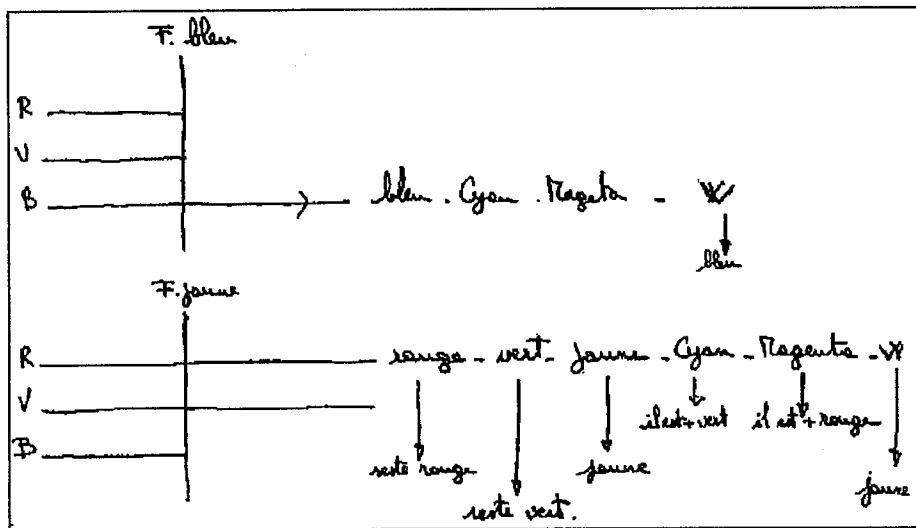 F. bleu
R
V
B bleu . Cyan . Mageta - W
bleu
F. jaune
R rouge - vert - jaune - Cyan - Magenta - W
V il est + vert il est + rouge
B reste rouge jaune
reste vert. jaune